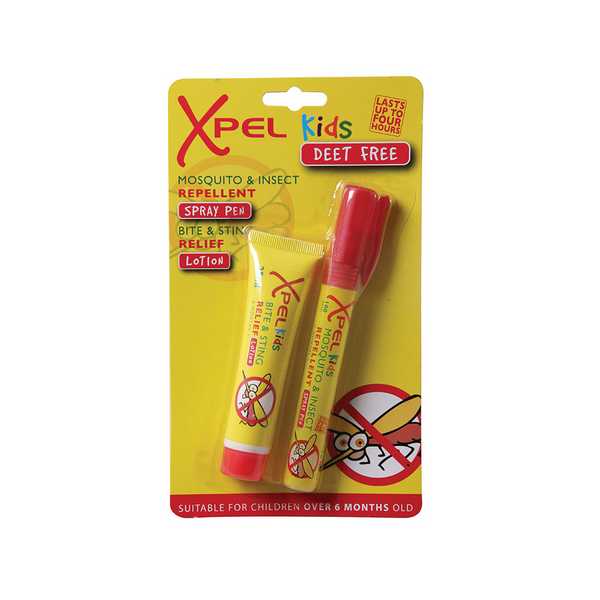 XPEL Kids
LASTS
UP TO
FOUR
HOURS
DEET FREE
MOSQUITO & INSECT
REPELLENT
SPRAY PEN
BITE & STING
RELIEF
LOTION
XPEL Kids
BITE & STING
RELIEF LOTION
XPEL Kids
MOSQUITO & INSECT
REPELLENT SPRAY PEN
SUITABLE FOR CHILDREN OVER 6 MONTHS OLD